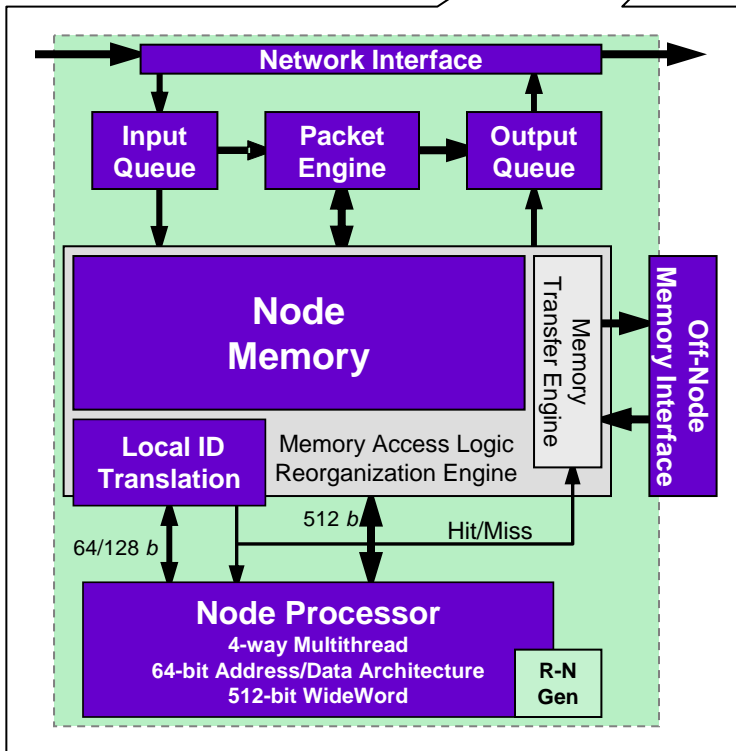 Network Interface
Input
Queue
Packet
Engine
Output
Queue
Node
Memory
Memory
Transfer Engine
Off-Node
Memory Interface
Local ID
Translation
Memory Access Logic
Reorganization Engine
64/128 b
512 b
Hit/Miss
Node Processor
4-way Multithread
64-bit Address/Data Architecture
512-bit WideWord
R-N
Gen